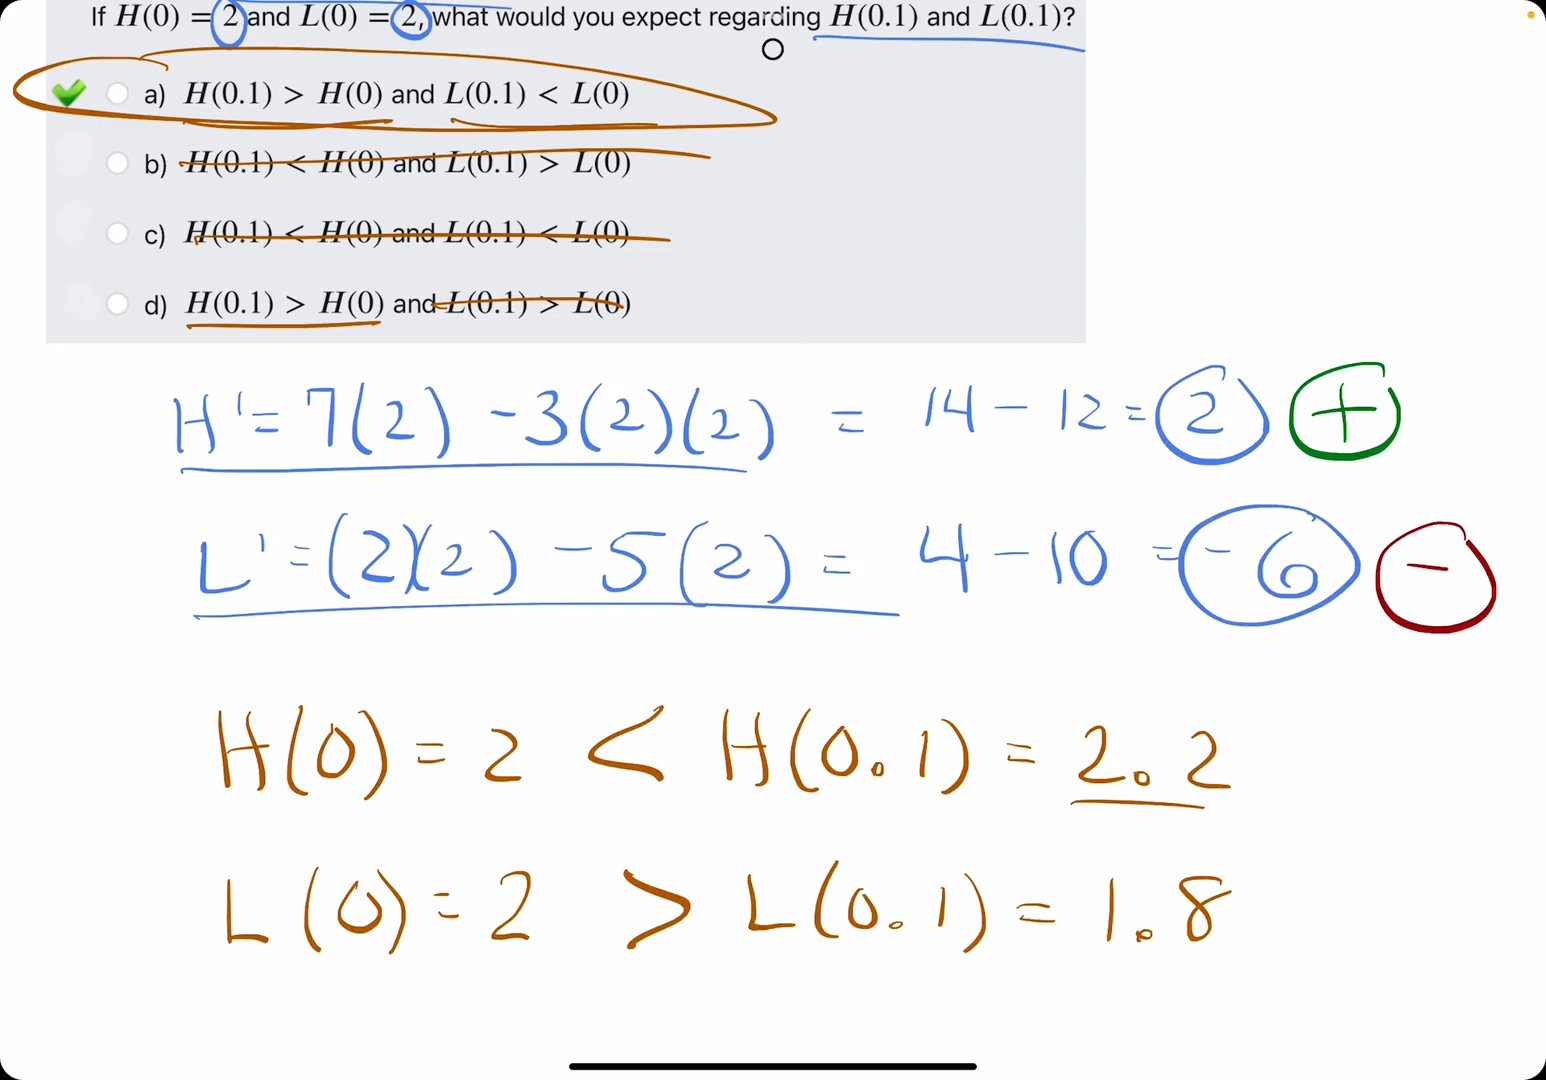 If H(0) = 2 and L(0) = 2, what would you expect regarding H(0.1) and L(0.1)?
a) H(0.1) > H(0) and L(0.1) < L(0)
b) H(0.1) < H(0) and L(0.1) > L(0)
c) H(0.1) < H(0) and L(0.1) < L(0)
d) H(0.1) > H(0) and L(0.1) > L(0)
H' = 7(2) - 3(2)(2) = 14 - 12 = 2 +
L' = (2)(2) - 5(2) = 4 - 10 = -6 -
H(0) = 2 < H(0.1) = 2.2
L(0) = 2 > L(0.1) = 1.8